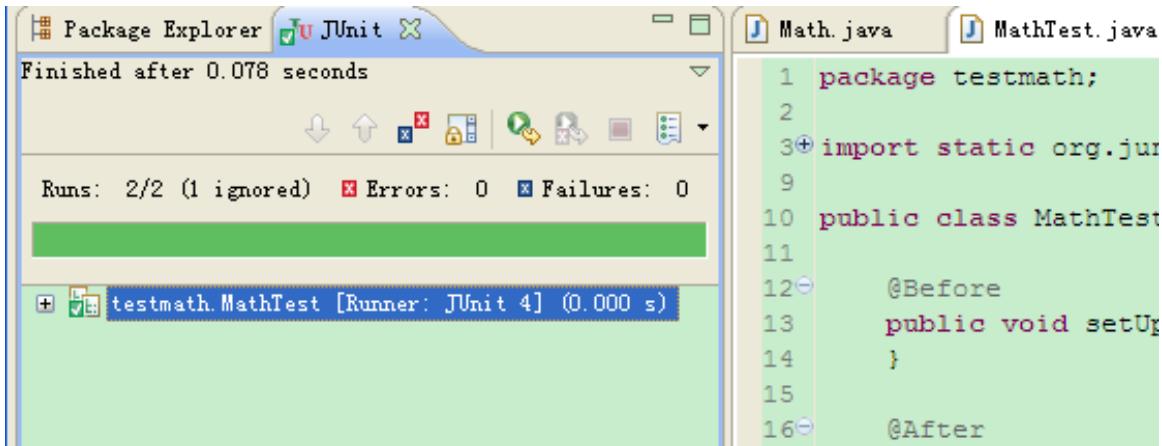 Package Explorer
JUnit
Finished after 0.078 seconds
Runs: 2/2 (1 ignored) Errors: 0 Failures: 0
testmath.MathTest [Runner: JUnit 4] (0.000 s)
Math.java
MathTest.java
1 package testmath;
2
3 import static org.jun
9
10 public class MathTest
11
12 @Before
13 public void setUp
14 }
15
16 @After